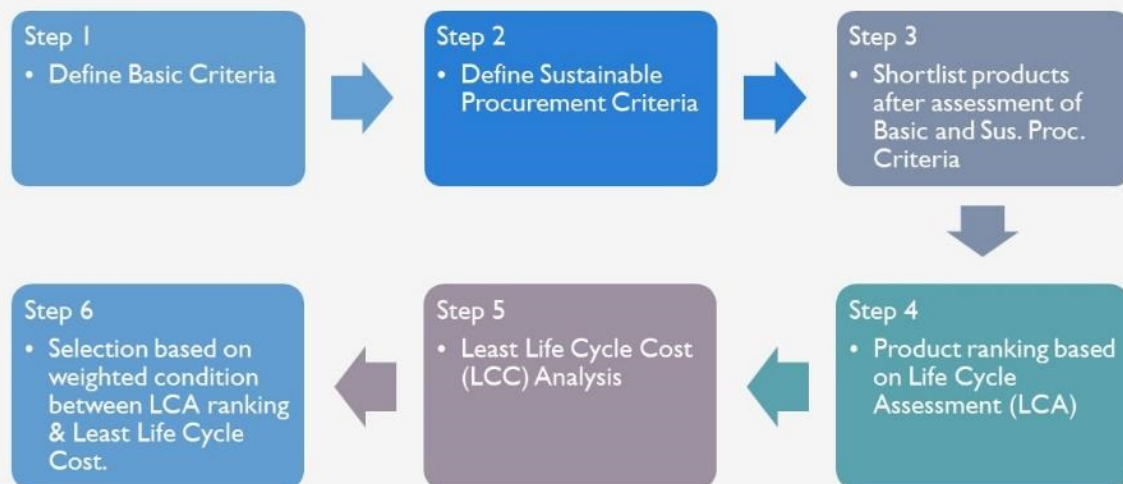 Step 1
• Define Basic Criteria
Step 2
• Define Sustainable
Procurement Criteria
Step 3
• Shortlist products
after assessment of
Basic and Sus. Proc.
Criteria
Step 4
• Product ranking based
on Life Cycle
Assessment (LCA)
Step 5
• Least Life Cycle Cost
(LCC) Analysis
Step 6
• Selection based on
weighted condition
between LCA ranking
& Least Life Cycle
Cost.